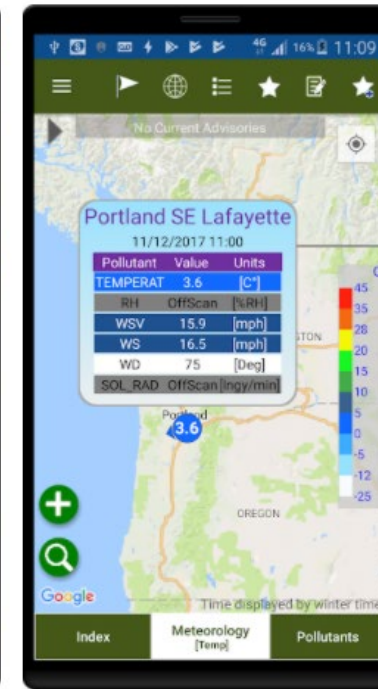 4G 16% 11:09
No Current Advisories
Portland SE Lafayette
11/12/2017 11:00
Pollutant Value Units
TEMPERAT 3.6 [C°]
RH OffScan [%RH]
WSV 15.9 [mph]
WS 16.5 [mph]
WD 75 [Deg]
SOL_RAD OffScan [lngy/min]
C
45
35
28
20
15
10
5
0
-5
-12
-25
TON
Portland
3.6
OREGON
Google
Time displayed by winter time
Index Meteorology Pollutants
[Temp]